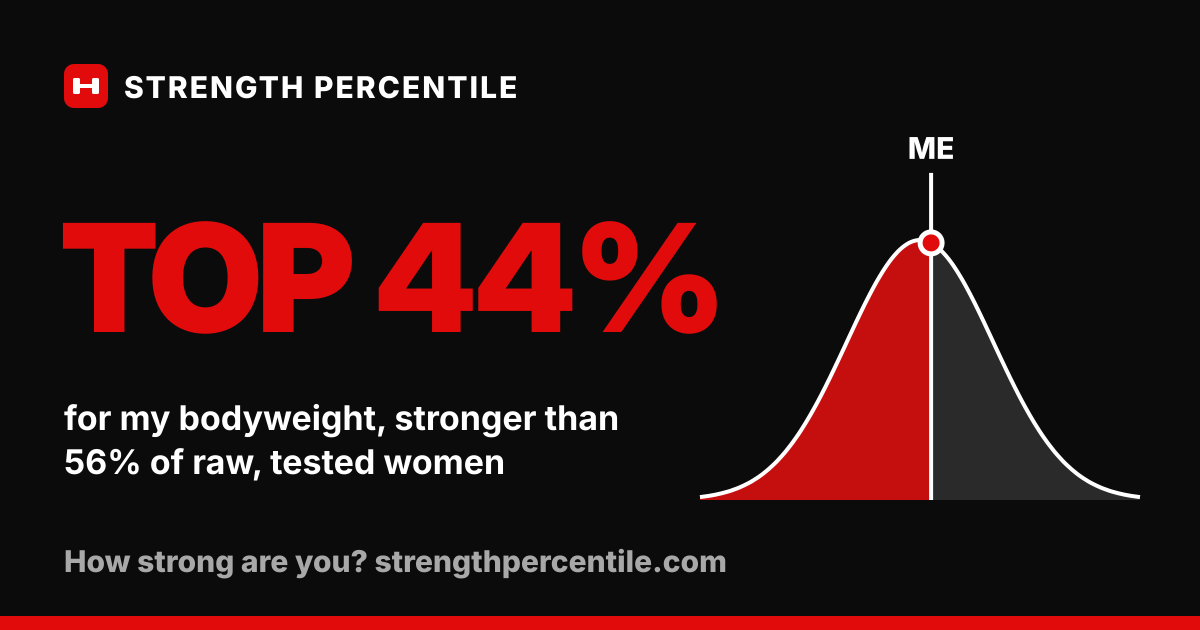 STRENGTH PERCENTILE
ME
TOP 44%
for my bodyweight, stronger than
56% of raw, tested women
How strong are you? strengthpercentile.com